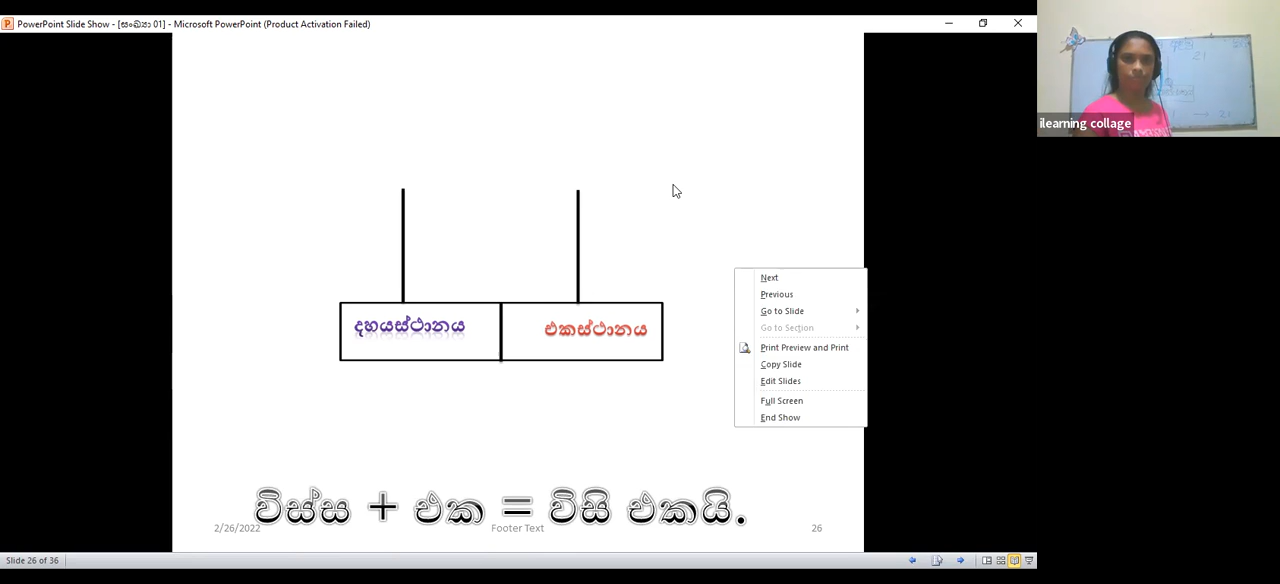 PowerPoint Slide Show - [සංඛ්‍යා 01] - Microsoft PowerPoint (Product Activation Failed)
21
ilearning collage
දහයස්ථානය
එකස්ථානය
Next
Previous
Go to Slide
Go to Section
Print Preview and Print
Copy Slide
Edit Slides
Full Screen
End Show
විස්ස + එක = විසි එකයි.
2/26/2022
Footer Text
26
Slide 26 of 36